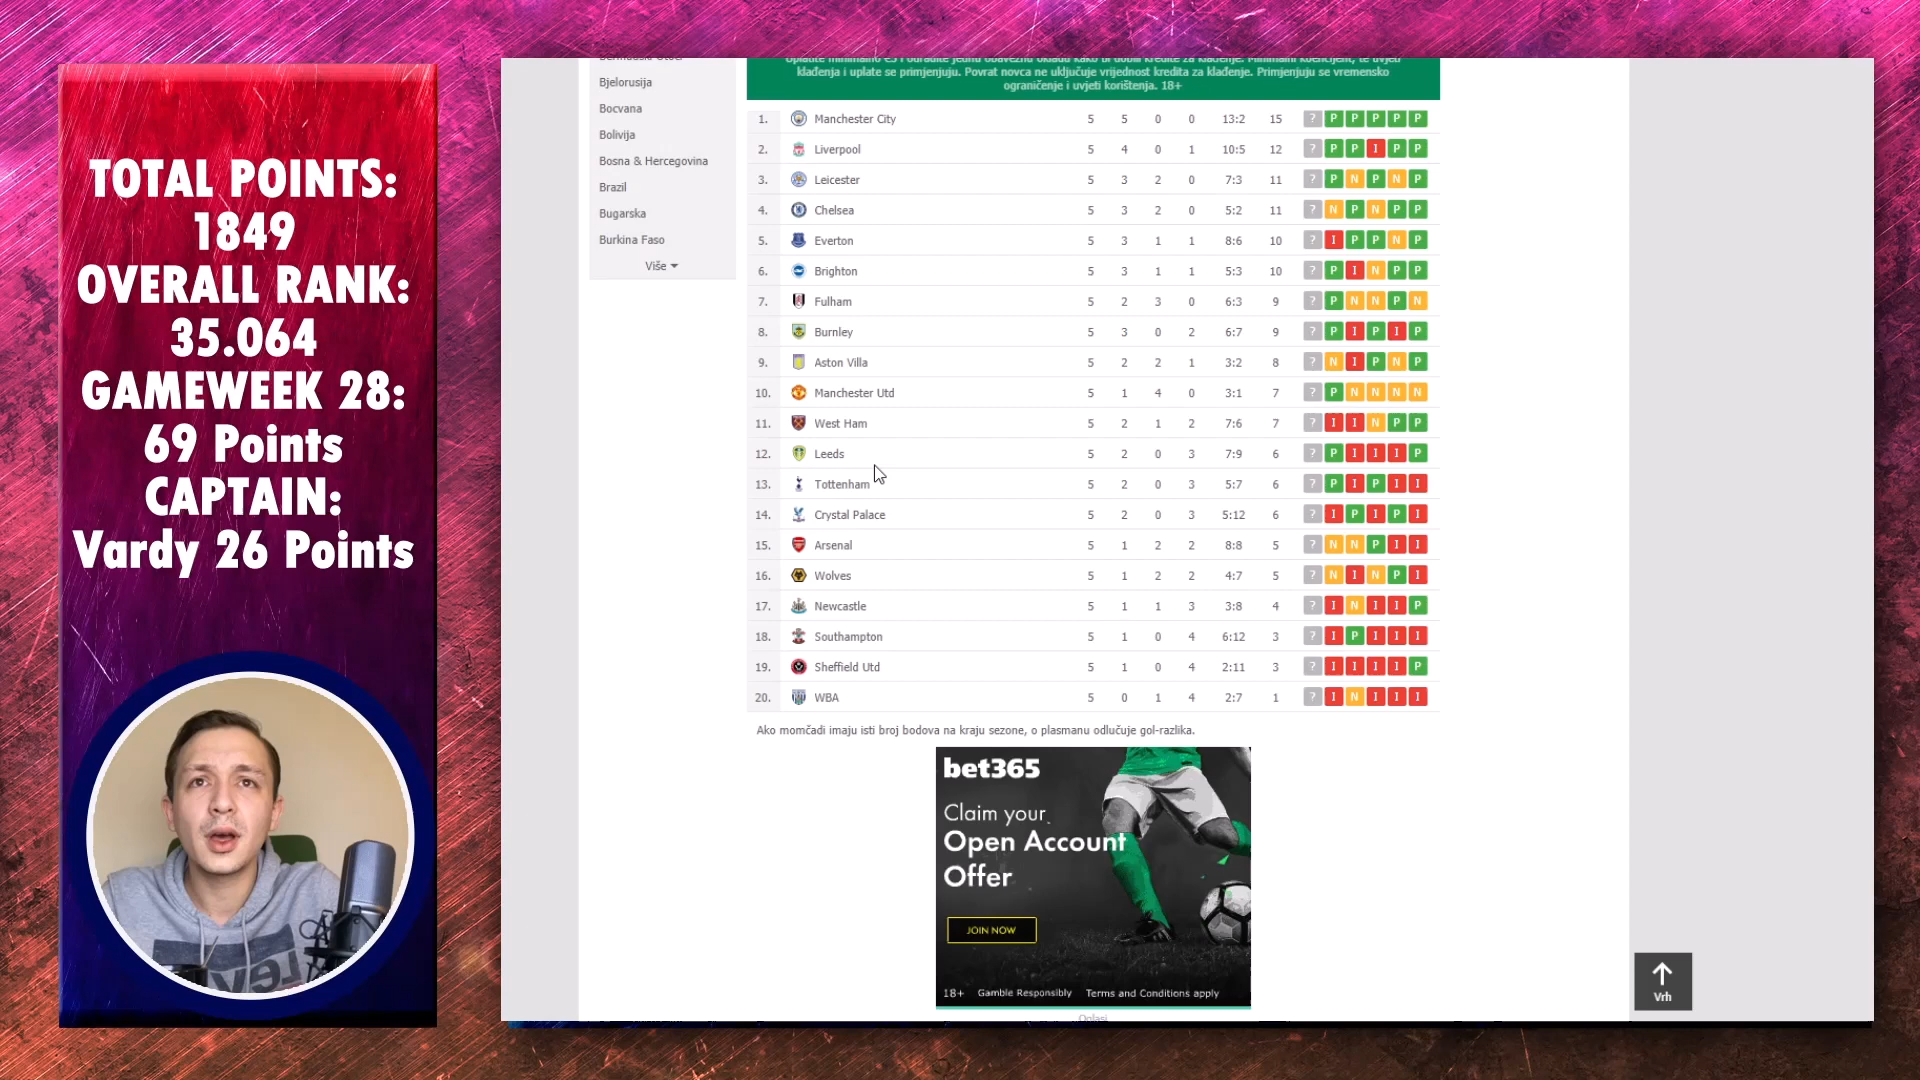 TOTAL POINTS:
1849
OVERALL RANK:
35.064
GAMEWEEK 28:
69 Points
CAPTAIN:
Vardy 26 Points
Bjelorusija
Bocvana
Bolivija
Bosna & Hercegovina
Brazil
Bugarska
Burkina Faso
Više
klađenja i uplate se primjenjuju. Povrat novca ne uključuje vrijednost kredita za klađenje. Primjenjuju se vremensko
ograničenje i uvjeti korištenja. 18+
1. Manchester City 5 5 0 0 13:2 15 ? P P P P P
2. Liverpool 5 4 0 1 10:5 12 ? P P I P P
3. Leicester 5 3 2 0 7:3 11 ? P N P N P
4. Chelsea 5 3 2 0 5:2 11 ? N P N P P
5. Everton 5 3 1 1 8:6 10 ? I P P N P
6. Brighton 5 3 1 1 5:3 10 ? P I N P P
7. Fulham 5 2 3 0 6:3 9 ? P N N P N
8. Burnley 5 3 0 2 6:7 9 ? P I P I P
9. Aston Villa 5 2 2 1 3:2 8 ? N I P N P
10. Manchester Utd 5 1 4 0 3:1 7 ? P N N N N
11. West Ham 5 2 1 2 7:6 7 ? I I N P P
12. Leeds 5 2 0 3 7:9 6 ? P I I I P
13. Tottenham 5 2 0 3 5:7 6 ? P I P I I
14. Crystal Palace 5 2 0 3 5:12 6 ? I P I P I
15. Arsenal 5 1 2 2 8:8 5 ? N N P I I
16. Wolves 5 1 2 2 4:7 5 ? N I N P I
17. Newcastle 5 1 1 3 3:8 4 ? I N I I P
18. Southampton 5 1 0 4 6:12 3 ? I P I I I
19. Sheffield Utd 5 1 0 4 2:11 3 ? I I I I P
20. WBA 5 0 1 4 2:7 1 ? I N I I I
Ako momčadi imaju isti broj bodova na kraju sezone, o plasmanu odlučuje gol-razlika.
bet365
Claim your
Open Account
Offer
JOIN NOW
18+ Gamble Responsibly Terms and Conditions apply
Oglasi
Vrh